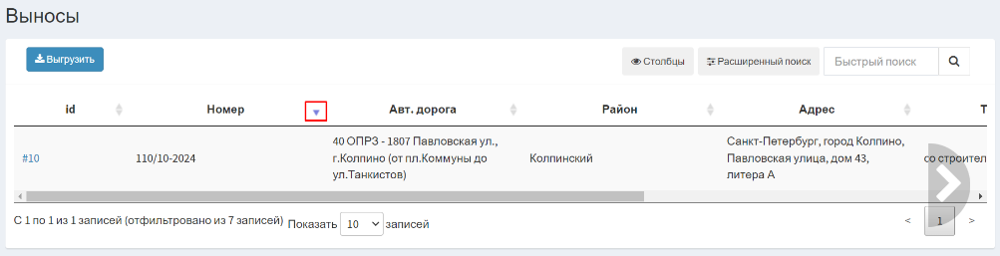 Выносы
Выгрузить
Столбцы
Расширенный поиск
Быстрый поиск
id Номер Авт. дорога Район Адрес Т
#10 110/10-2024 40 ОПРЗ - 1807 Павловская ул., г.Колпино (от пл.Коммуны до ул.Танкистов) Колпинский Санкт-Петербург, город Колпино, Павловская улица, дом 43, литера А со строител
С 1 по 1 из 1 записей (отфильтровано из 7 записей) Показать 10 записей
< 1 >